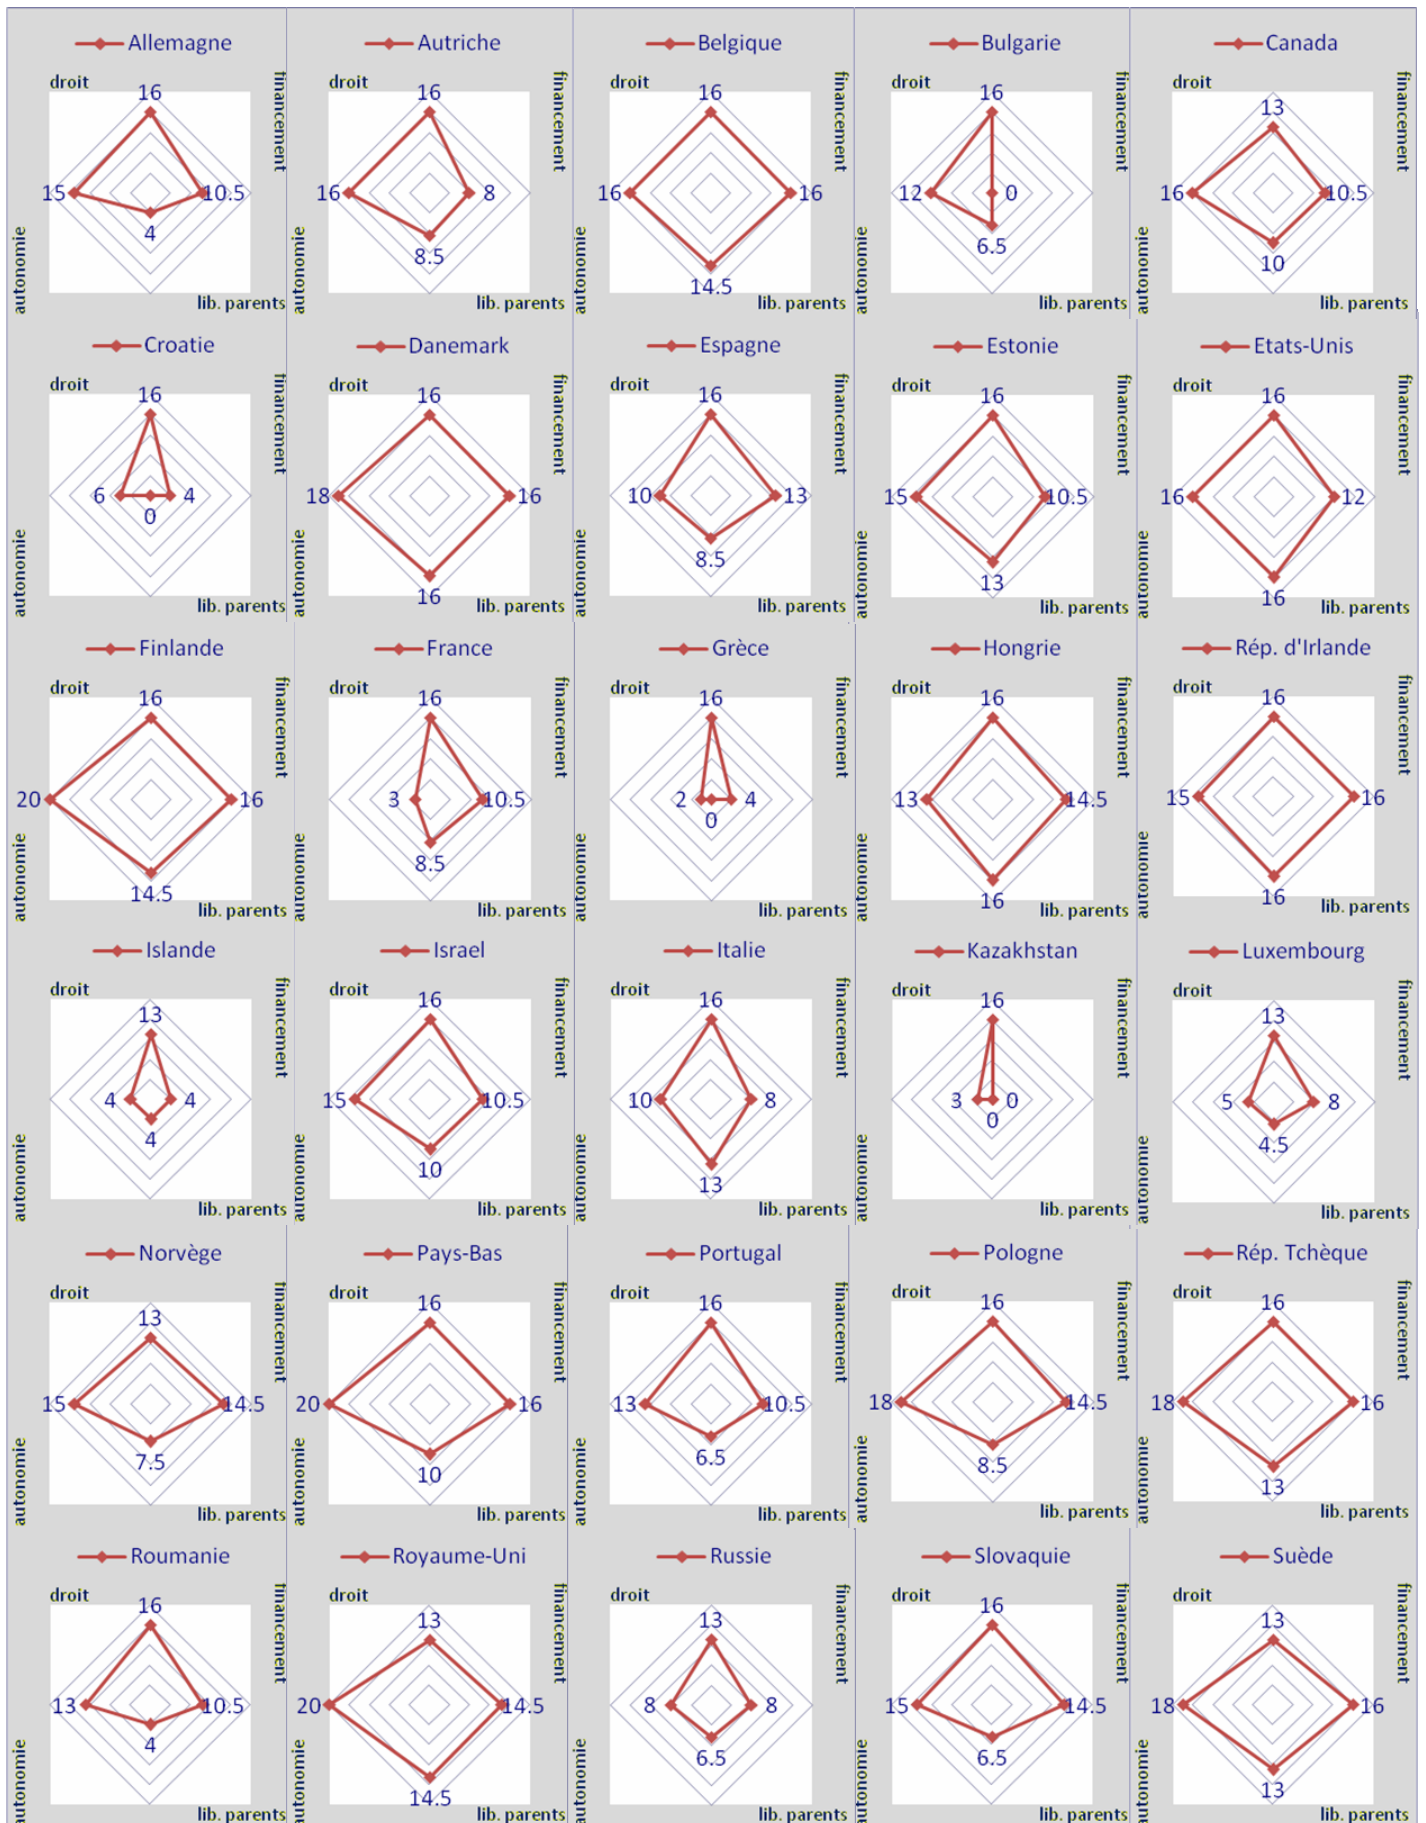 Allemagne
droit
financement
16
15
10.5
4
autonomie
lib. parents
Autriche
droit
financement
16
16
8
8.5
autonomie
lib. parents
Belgique
droit
financement
16
16
16
14.5
autonomie
lib. parents
Bulgarie
droit
financement
16
12
0
6.5
autonomie
lib. parents
Canada
droit
financement
13
16
10.5
10
autonomie
lib. parents
Croatie
droit
financement
16
6
4
0
autonomie
lib. parents
Danemark
droit
financement
16
18
16
16
autonomie
lib. parents
Espagne
droit
financement
16
10
13
8.5
autonomie
lib. parents
Estonie
droit
financement
16
15
10.5
13
autonomie
lib. parents
Etats-Unis
droit
financement
16
16
12
16
autonomie
lib. parents
Finlande
droit
financement
16
20
16
14.5
autonomie
lib. parents
France
droit
financement
16
3
10.5
8.5
autonomie
lib. parents
Grèce
droit
financement
16
2
4
0
autonomie
lib. parents
Hongrie
droit
financement
16
13
14.5
16
autonomie
lib. parents
Rép. d'Irlande
droit
financement
16
15
16
16
autonomie
lib. parents
Islande
droit
financement
13
4
4
4
autonomie
lib. parents
Israel
droit
financement
16
15
10.5
10
autonomie
lib. parents
Italie
droit
financement
16
10
8
13
autonomie
lib. parents
Kazakhstan
droit
financement
16
3
0
0
autonomie
lib. parents
Luxembourg
droit
financement
13
5
8
4.5
autonomie
lib. parents
Norvège
droit
financement
13
15
14.5
7.5
autonomie
lib. parents
Pays-Bas
droit
financement
16
20
16
10
autonomie
lib. parents
Portugal
droit
financement
16
13
10.5
6.5
autonomie
lib. parents
Pologne
droit
financement
16
18
14.5
8.5
autonomie
lib. parents
Rép. Tchèque
droit
financement
16
18
16
13
autonomie
lib. parents
Roumanie
droit
financement
16
13
10.5
4
autonomie
lib. parents
Royaume-Uni
droit
financement
13
20
14.5
14.5
autonomie
lib. parents
Russie
droit
financement
13
8
8
6.5
autonomie
lib. parents
Slovaquie
droit
financement
16
15
14.5
6.5
autonomie
lib. parents
Suède
droit
financement
13
18
16
13
autonomie
lib. parents